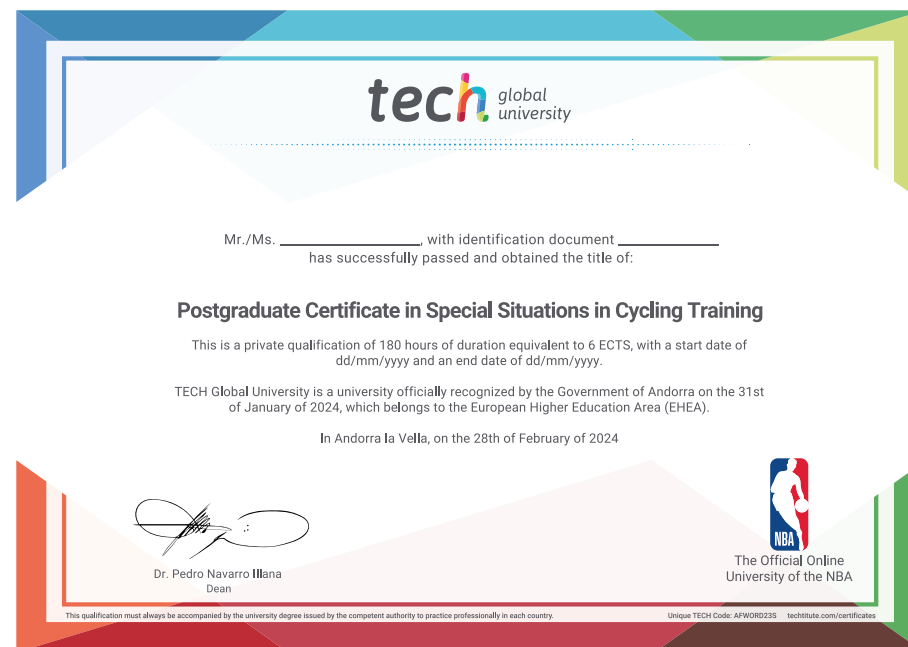 tech global
university
Mr./Ms. ____________, with identification document ____________
has successfully passed and obtained the title of:
Postgraduate Certificate in Special Situations in Cycling Training
This is a private qualification of 180 hours of duration equivalent to 6 ECTS, with a start date of
dd/mm/yyyy and an end date of dd/mm/yyyy.
TECH Global University is a university officially recognized by the Government of Andorra on the 31st
of January of 2024, which belongs to the European Higher Education Area (EHEA).
In Andorra la Vella, on the 28th of February of 2024
NBA
Dr. Pedro Navarro Illana
Dean
The Official Online
University of the NBA
This qualification must always be accompanied by the university degree issued by the competent authority to practice professionally in each country.
Unique TECH Code: AFWORD23S techtitute.com/certificates